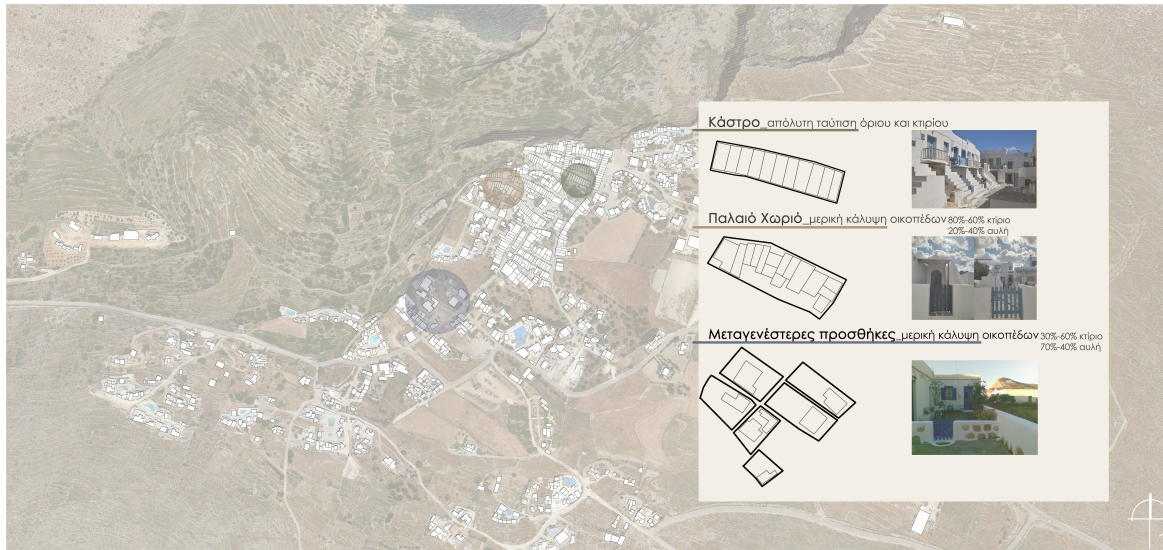 Κάστρο_απόλυτη ταύτιση όριου και κτιρίου
Παλαιό Χωριό_μερική κάλυψη οικοπέδων 80%-60% κτίριο
20%-40% αυλή
Μεταγενέστερες προσθήκες_μερική κάλυψη οικοπέδων 30%-60% κτίριο
70%-40% αυλή